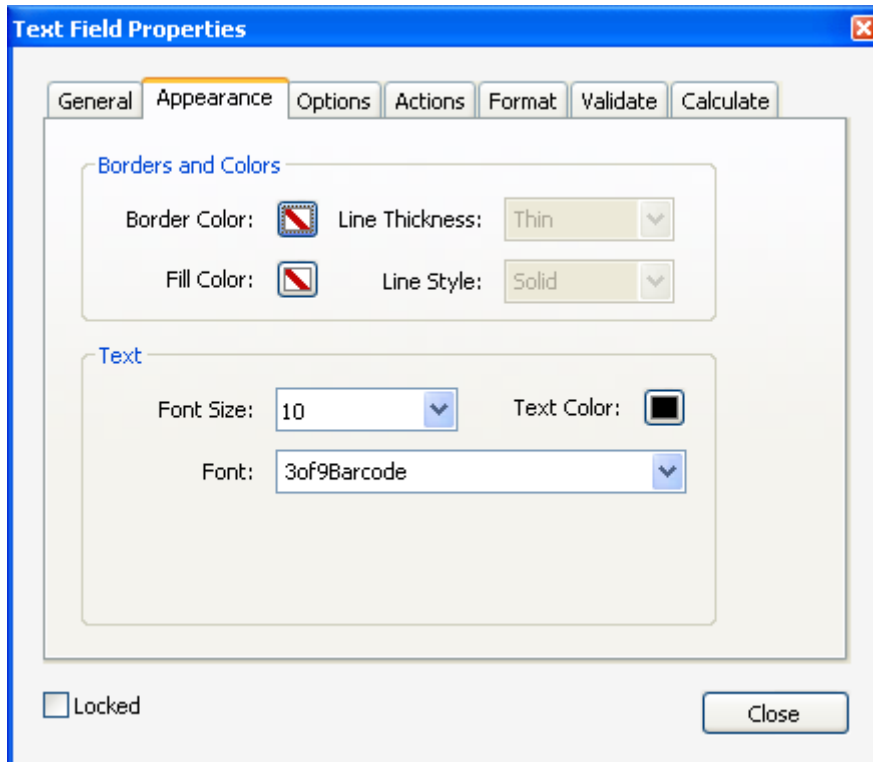 Text Field Properties
General Appearance Options Actions Format Validate Calculate
Borders and Colors
Border Color: Line Thickness: Thin
Fill Color: Line Style: Solid
Text
Font Size: 10 Text Color:
Font: 3of9Barcode
Locked
Close